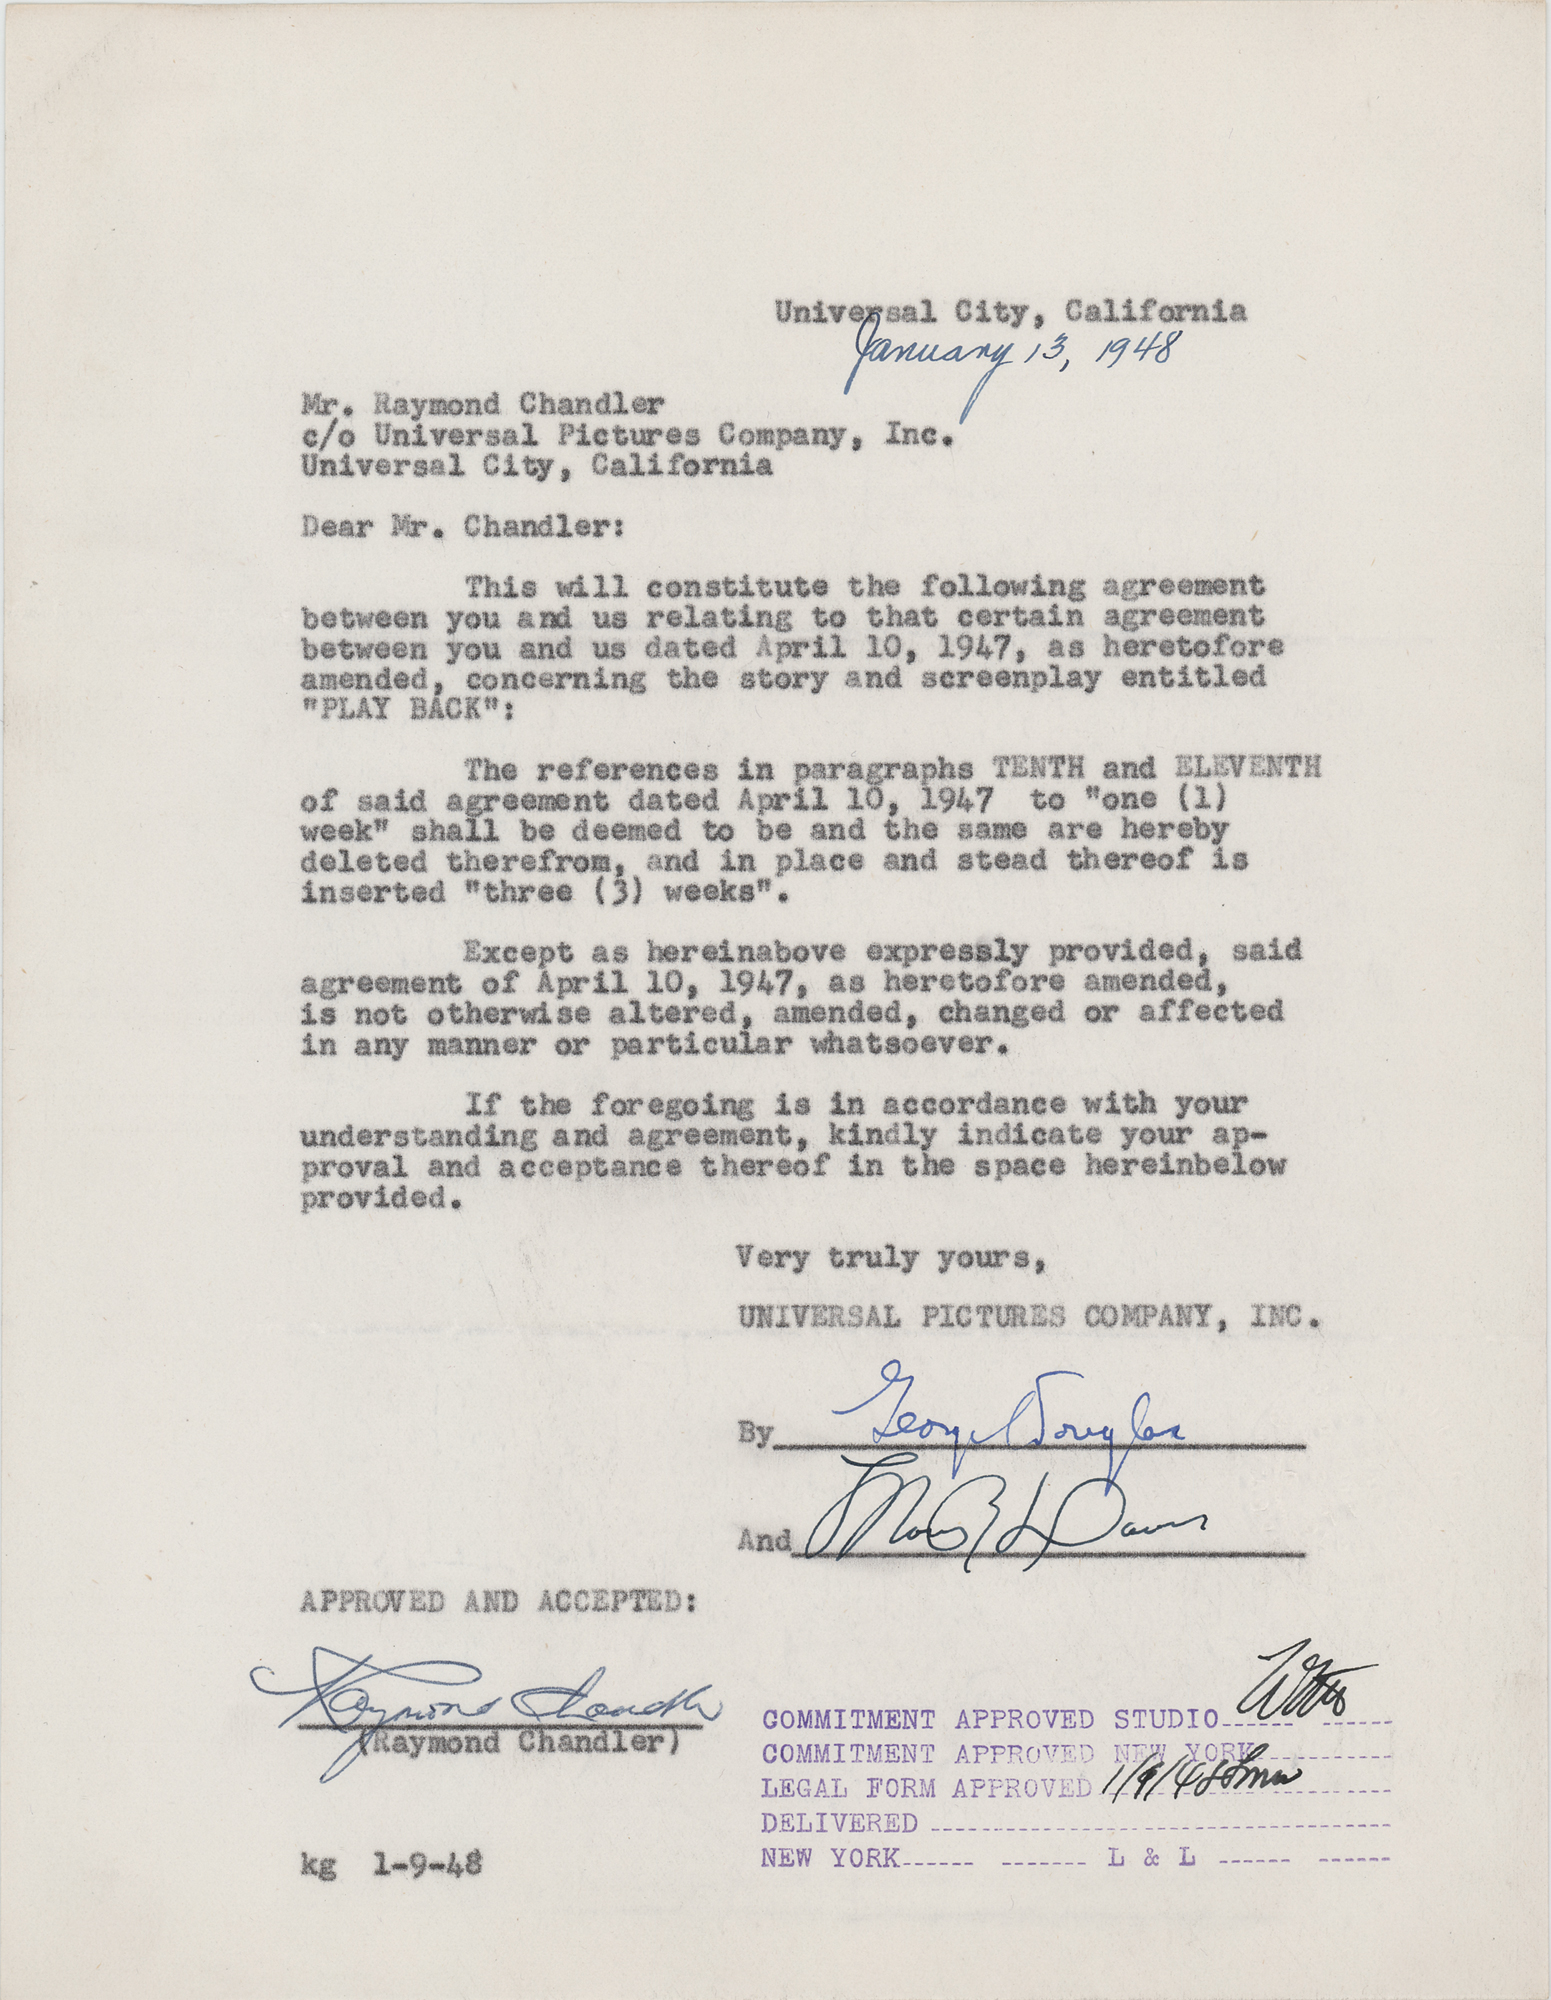 Universal City, California
January 13, 1948
Mr. Raymond Chandler
c/o Universal Pictures Company, Inc.
Universal City, California
Dear Mr. Chandler:
This will constitute the following agreement
between you and us relating to that certain agreement
between you and us dated April 10, 1947, as heretofore
amended, concerning the story and screenplay entitled
"PLAY BACK":
The references in paragraphs TENTH and ELEVENTH
of said agreement dated April 10, 1947 to "one (1)
week" shall be deemed to be and the same are hereby
deleted therefrom, and in place and stead thereof is
inserted "three (3) weeks".
Except as hereinabove expressly provided, said
agreement of April 10, 1947, as heretofore amended,
is not otherwise altered, amended, changed or affected
in any manner or particular whatsoever.
If the foregoing is in accordance with your
understanding and agreement, kindly indicate your ap-
proval and acceptance thereof in the space hereinbelow
provided.
Very truly yours,
UNIVERSAL PICTURES COMPANY, INC.
By George Douglas
And
APPROVED AND ACCEPTED:
Raymond Chandler
(Raymond Chandler)
COMMITMENT APPROVED STUDIO
COMMITMENT APPROVED NEW YORK
LEGAL FORM APPROVED 1/9/48
DELIVERED
NEW YORK L & L
kg 1-9-48